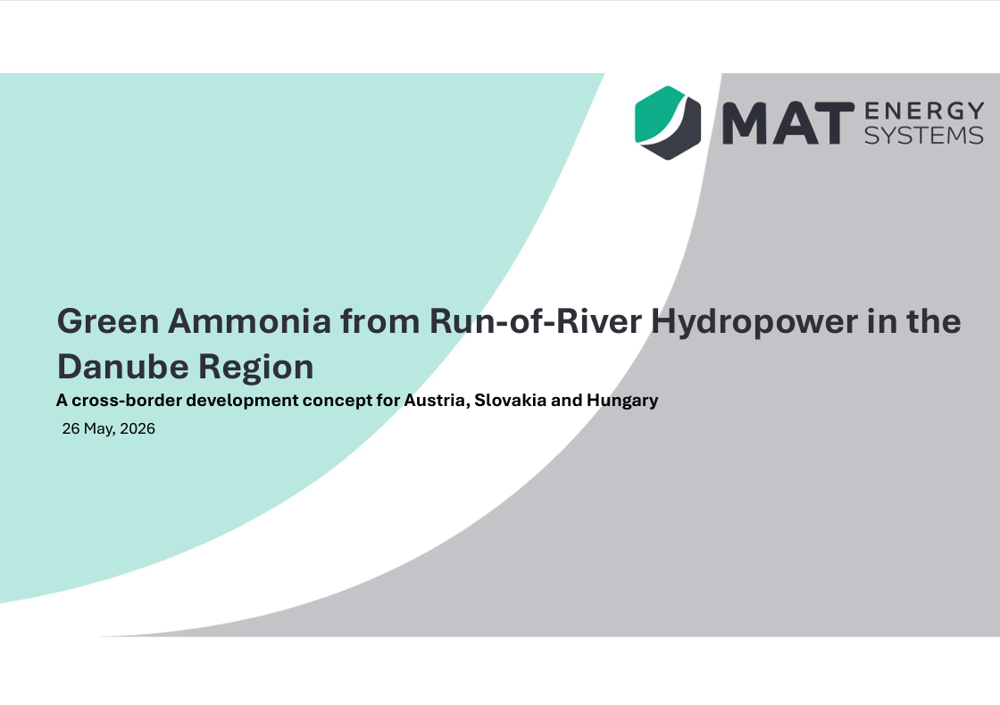 MAT ENERGY
SYSTEMS
Green Ammonia from Run-of-River Hydropower in the
Danube Region
A cross-border development concept for Austria, Slovakia and Hungary
26 May, 2026